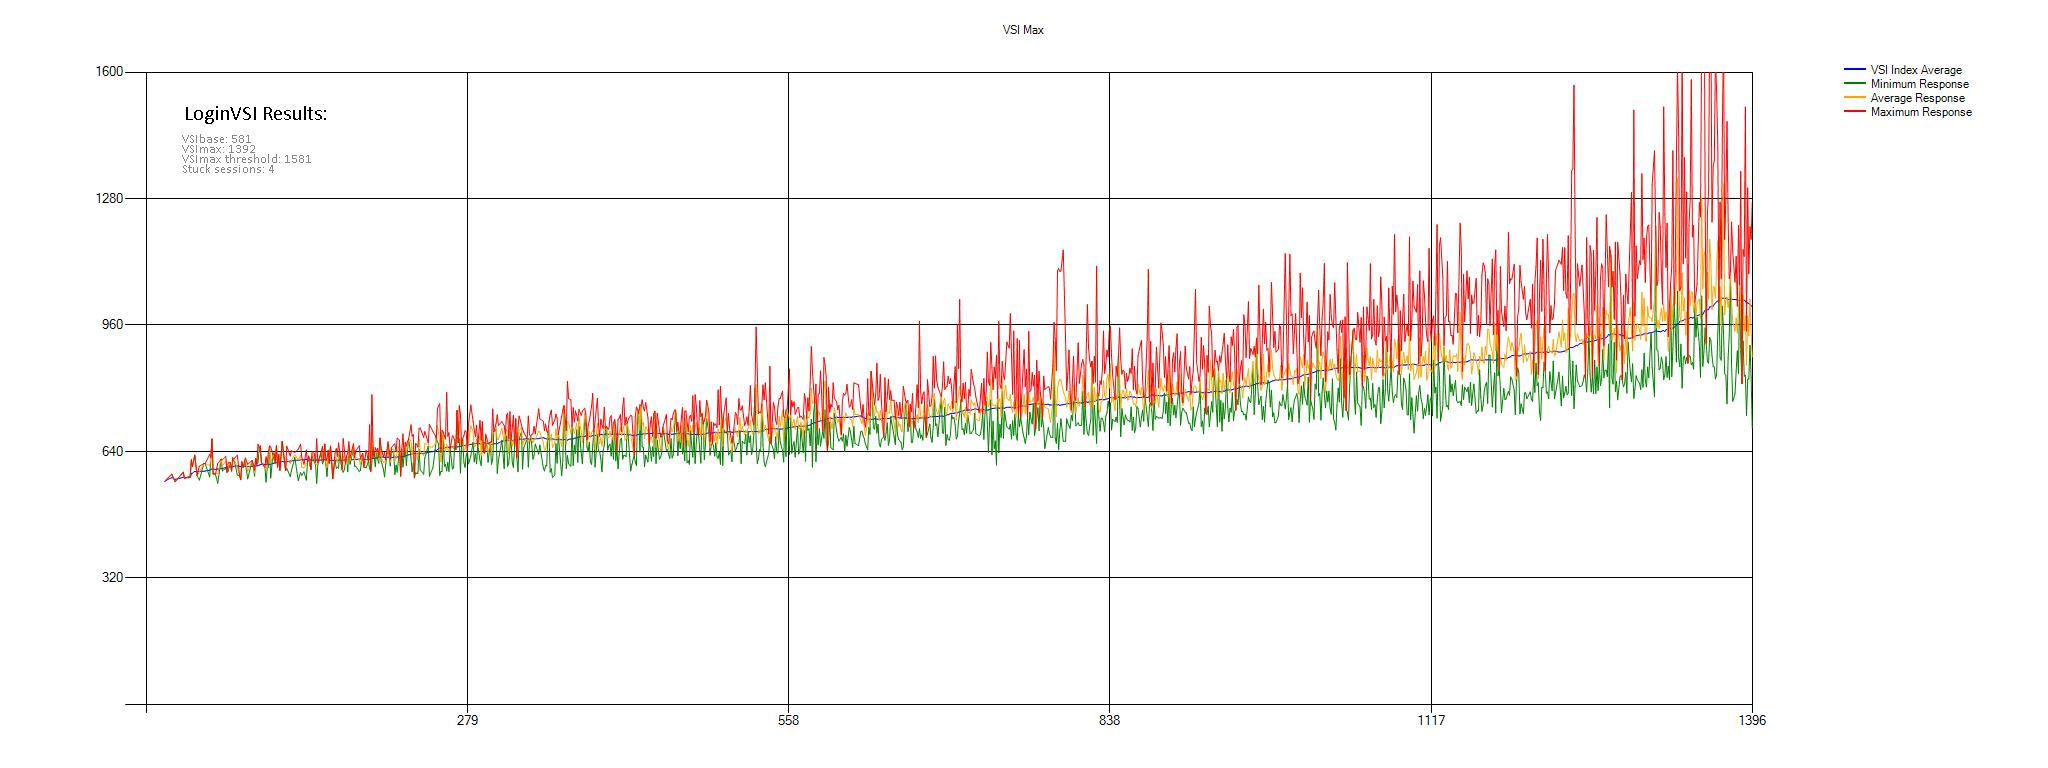 VSI Max
1600
1280
960
640
320
LoginVSI Results:
VSIbase: 581
VSImax: 1392
VSImax threshold: 1581
Stuck sessions: 4
279
558
838
1117
1396
VSI Index Average
Minimum Response
Average Response
Maximum Response